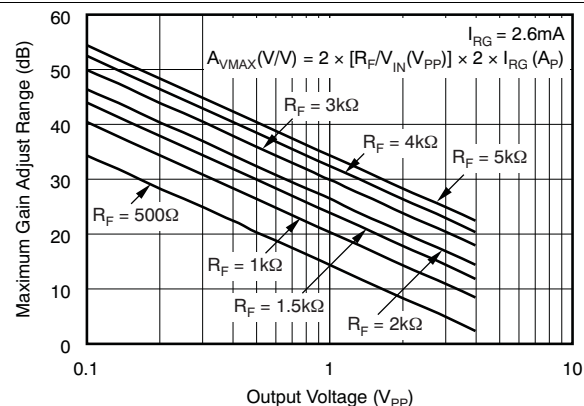 Maximum Gain Adjust Range (dB)
60
50
40
30
20
10
0
I_RG = 2.6mA
A_VMAX(V/V) = 2 × [R_F/V_IN(V_PP)] × 2 × I_RG (A_P)
R_F = 3kΩ
R_F = 4kΩ
R_F = 5kΩ
R_F = 500Ω
R_F = 1kΩ
R_F = 1.5kΩ
R_F = 2kΩ
0.1
1
10
Output Voltage (V_PP)